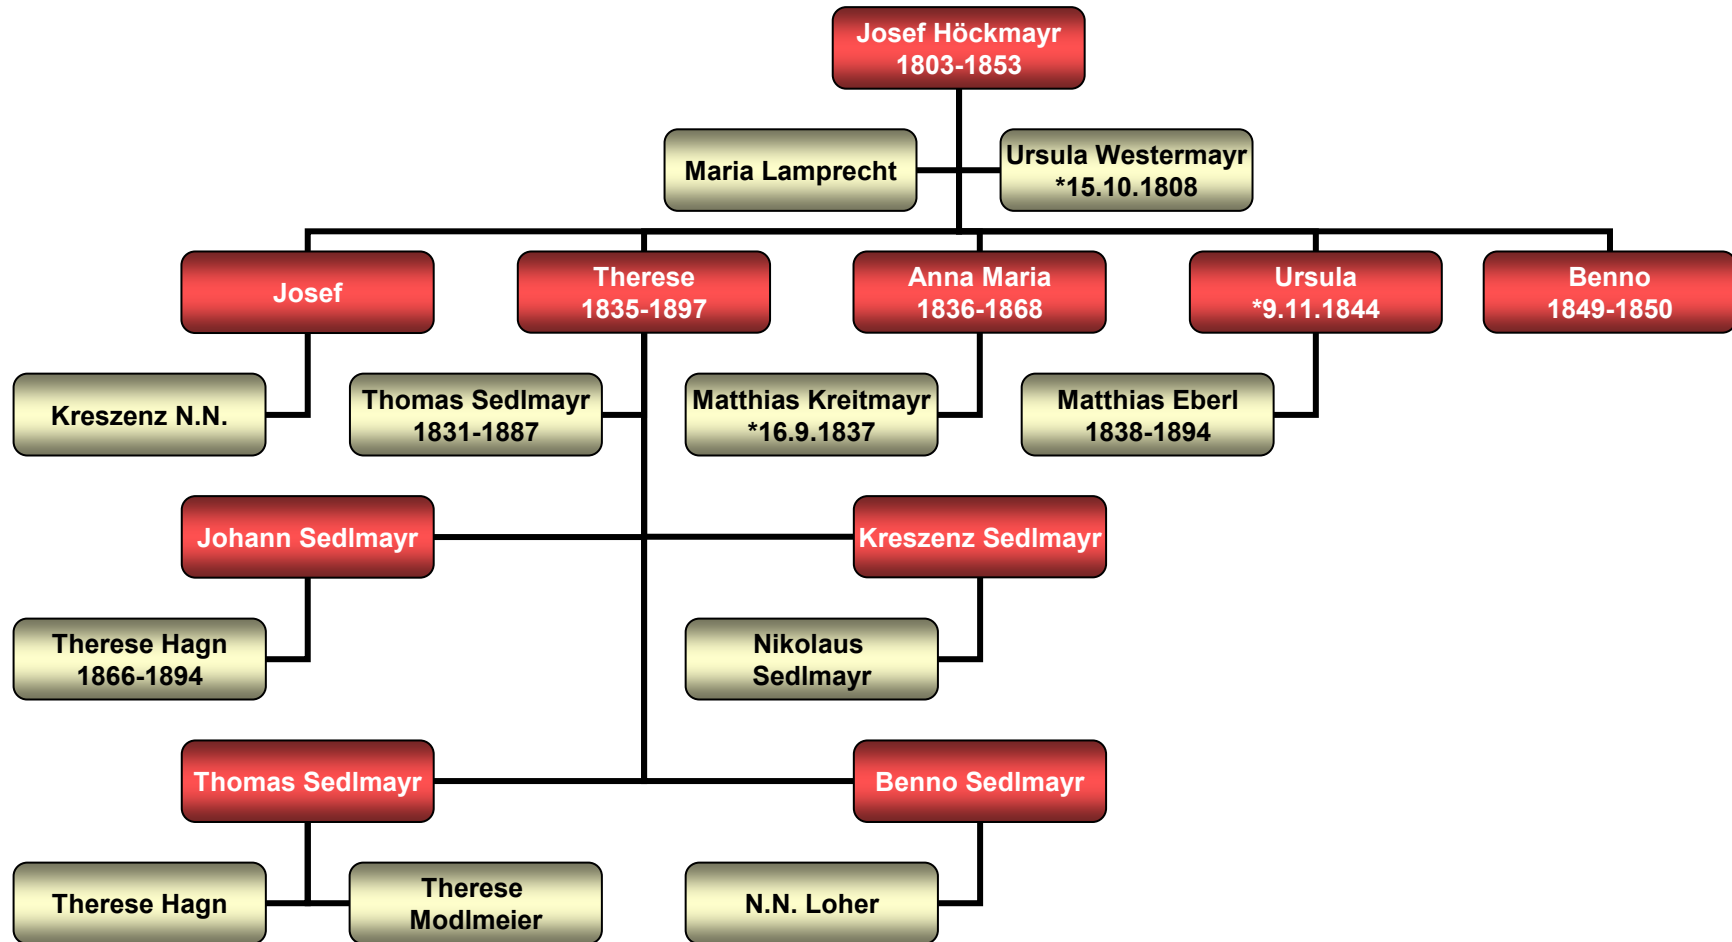 Josef Höckmayr
1803-1853
Maria Lamprecht
Ursula Westermayr
*15.10.1808
Josef
Therese
1835-1897
Anna Maria
1836-1868
Ursula
*9.11.1844
Benno
1849-1850
Kreszenz N.N.
Thomas Sedlmayr
1831-1887
Matthias Kreitmayr
*16.9.1837
Matthias Eberl
1838-1894
Johann Sedlmayr
Kreszenz Sedlmayr
Therese Hagn
1866-1894
Nikolaus
Sedlmayr
Thomas Sedlmayr
Benno Sedlmayr
Therese Hagn
Therese
Modlmeier
N.N. Loher